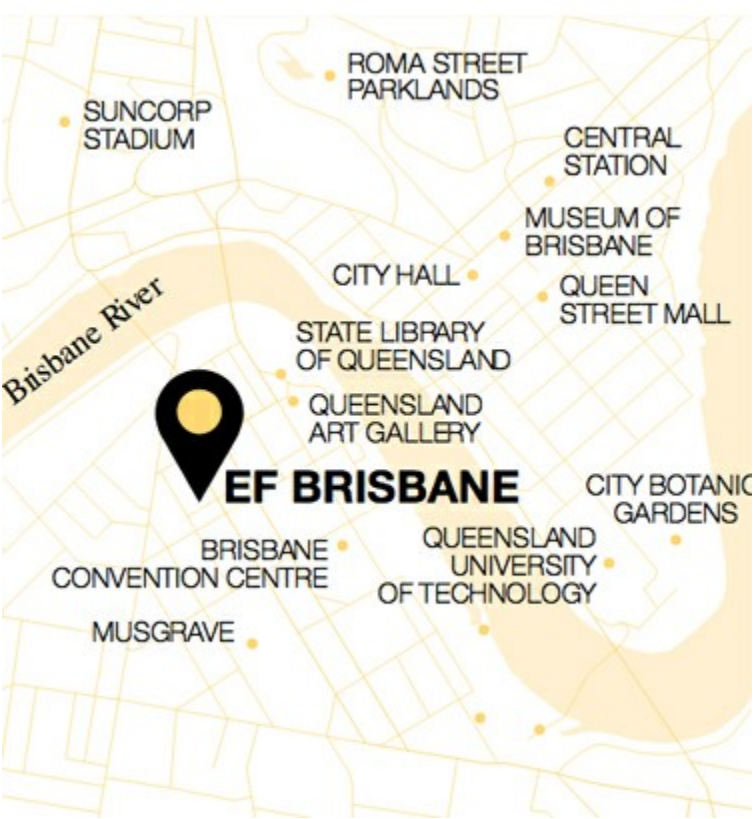 ROMA STREET
PARKLANDS
SUNCORP
STADIUM
CENTRAL
STATION
MUSEUM OF
BRISBANE
CITY HALL
QUEEN
STREET MALL
Brisbane River
STATE LIBRARY
OF QUEENSLAND
QUEENSLAND
ART GALLERY
EF BRISBANE
CITY BOTANIC
GARDENS
BRISBANE
CONVENTION CENTRE
QUEENSLAND
UNIVERSITY
OF TECHNOLOGY
MUSGRAVE